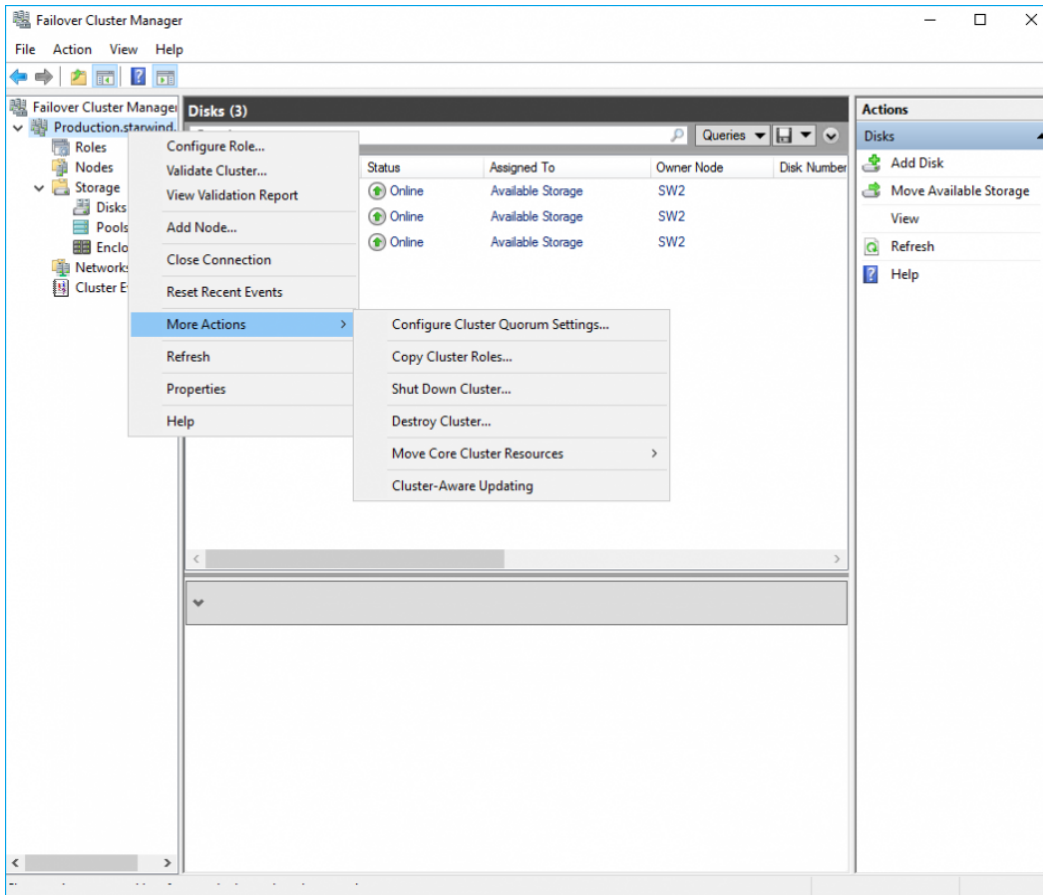 Failover Cluster Manager
File Action View Help
Failover Cluster Manager
Production.starwind.
Roles
Nodes
Storage
Disks
Pools
Enclo
Networks
Cluster E
Configure Role...
Validate Cluster...
View Validation Report
Add Node...
Close Connection
Reset Recent Events
More Actions
Refresh
Properties
Help
Configure Cluster Quorum Settings...
Copy Cluster Roles...
Shut Down Cluster...
Destroy Cluster...
Move Core Cluster Resources
Cluster-Aware Updating
Disks (3)
Queries
Status Assigned To Owner Node Disk Number
Online Available Storage SW2
Online Available Storage SW2
Online Available Storage SW2
Actions
Disks
Add Disk
Move Available Storage
View
Refresh
Help